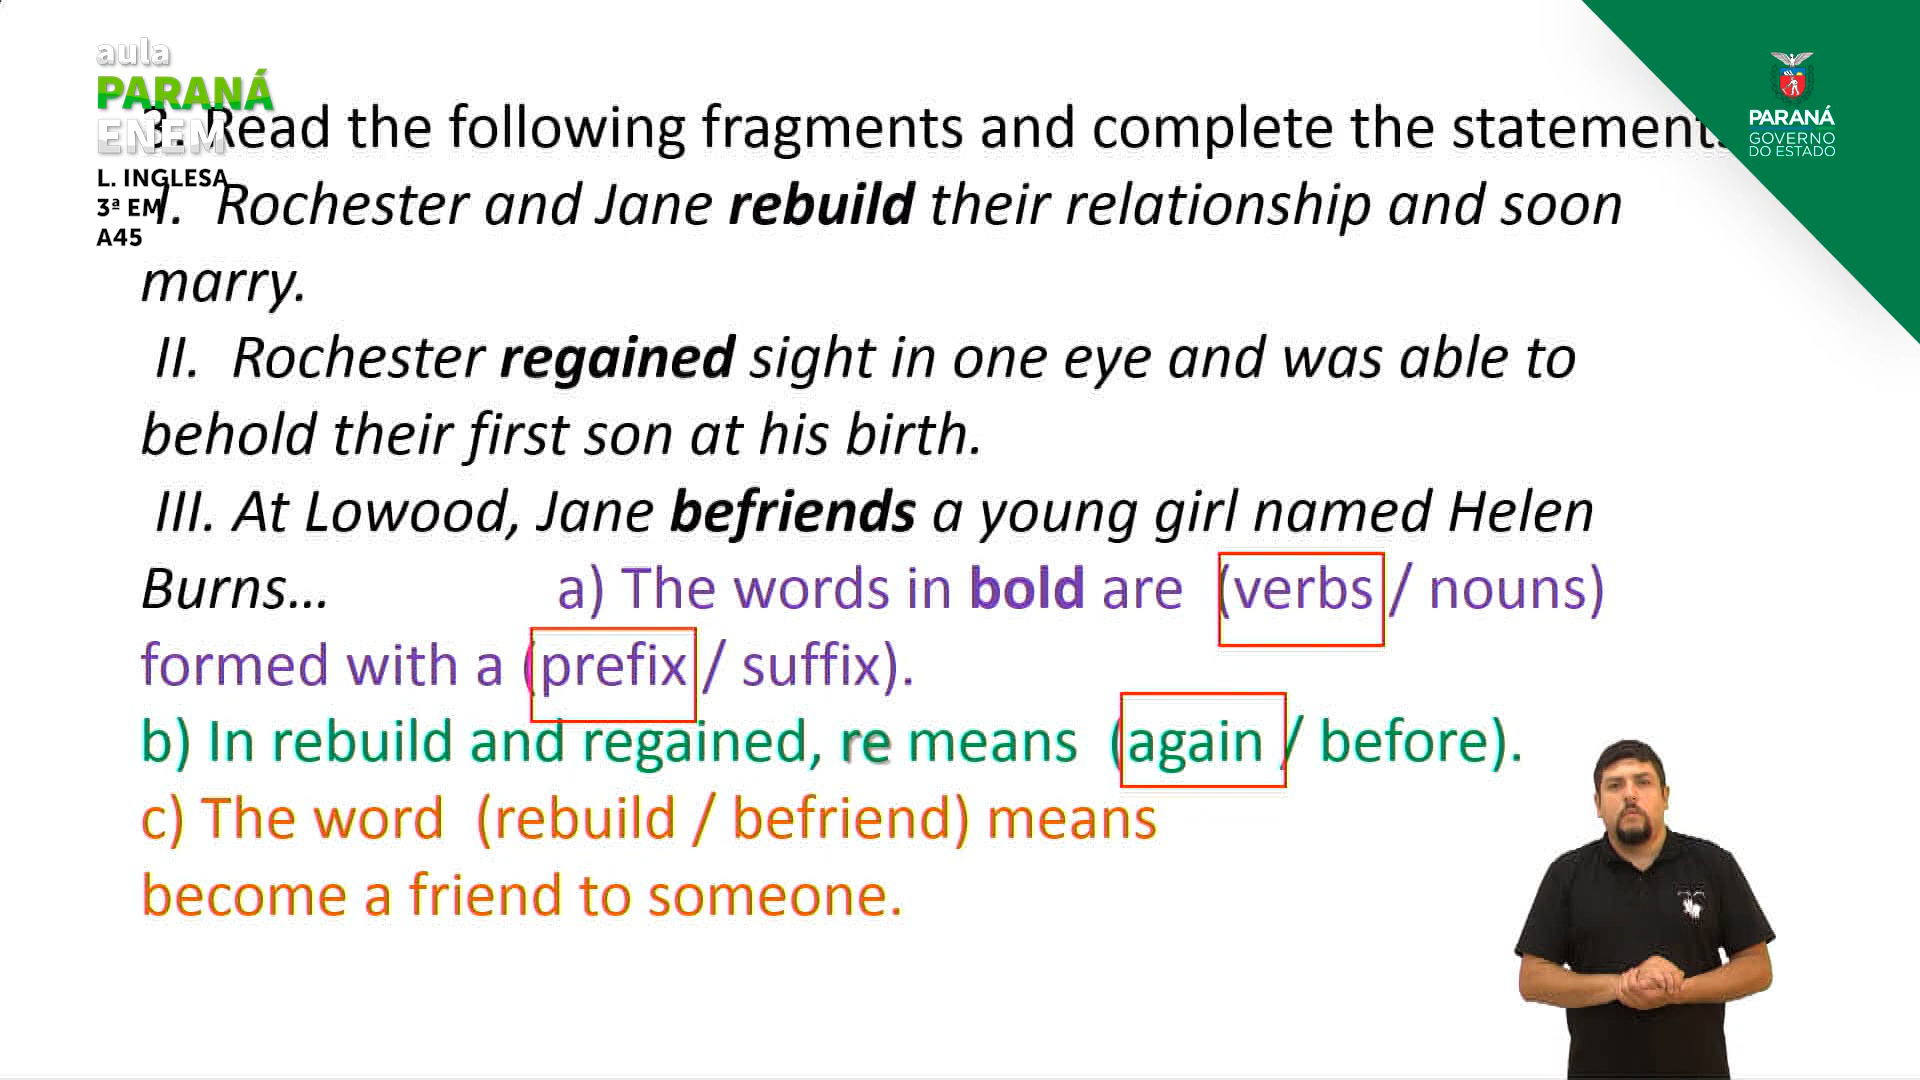 aula
PARANÁ
ENEM
L. INGLESA
3ª EM
A45
PARANÁ
GOVERNO
DO ESTADO
3. Read the following fragments and complete the statements
I. Rochester and Jane rebuild their relationship and soon
marry.
II. Rochester regained sight in one eye and was able to
behold their first son at his birth.
III. At Lowood, Jane befriends a young girl named Helen
Burns... a) The words in bold are (verbs / nouns)
formed with a (prefix / suffix).
b) In rebuild and regained, re means (again / before).
c) The word (rebuild / befriend) means
become a friend to someone.